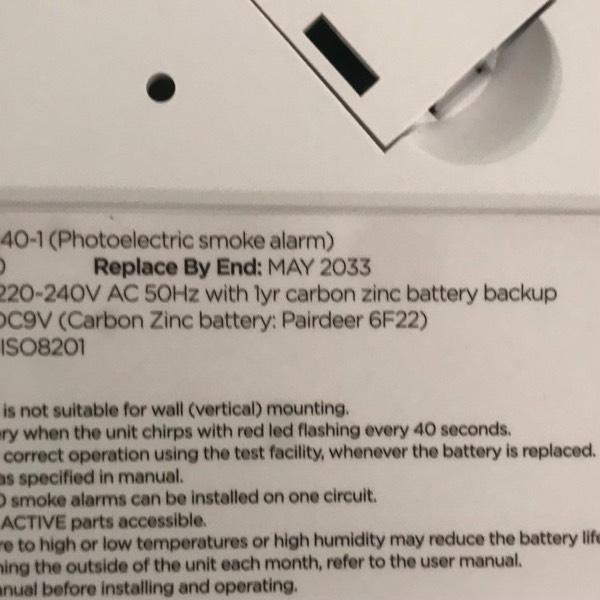 40-1 (Photoelectric smoke alarm)
Replace By End: MAY 2033
220-240V AC 50Hz with 1yr carbon zinc battery backup
DC9V (Carbon Zinc battery: Pairdeer 6F22)
ISO8201
is not suitable for wall (vertical) mounting.
ry when the unit chirps with red led flashing every 40 seconds.
correct operation using the test facility, whenever the battery is replaced.
as specified in manual.
smoke alarms can be installed on one circuit.
ACTIVE parts accessible.
re to high or low temperatures or high humidity may reduce the battery life
ning the outside of the unit each month, refer to the user manual.
anual before installing and operating.